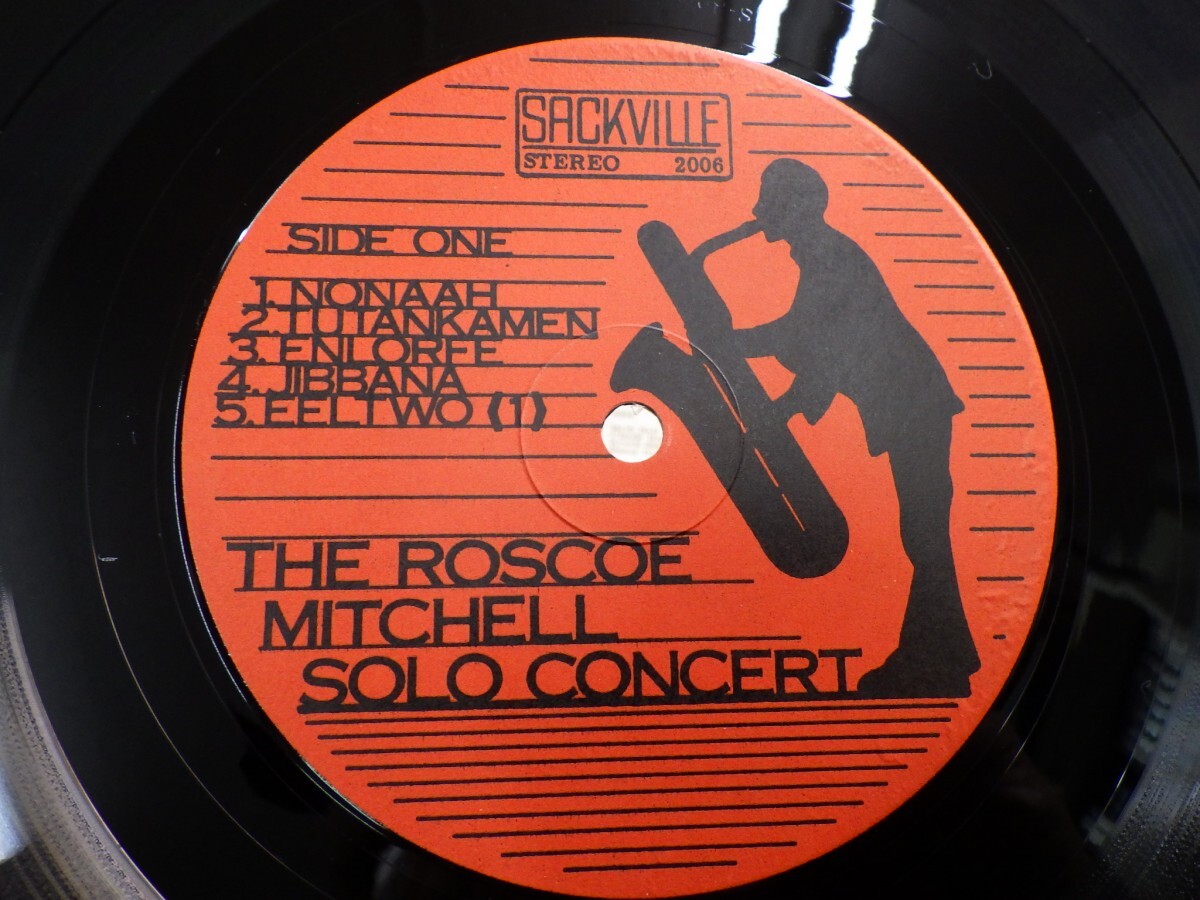 SACKVILLE
STEREO 2006
SIDE ONE
1. NONAAH
2. TUTANKAMEN
3. ENLORFE
4. JIBBANA
5. EELTWO (1)
THE ROSCOE
MITCHELL
SOLO CONCERT